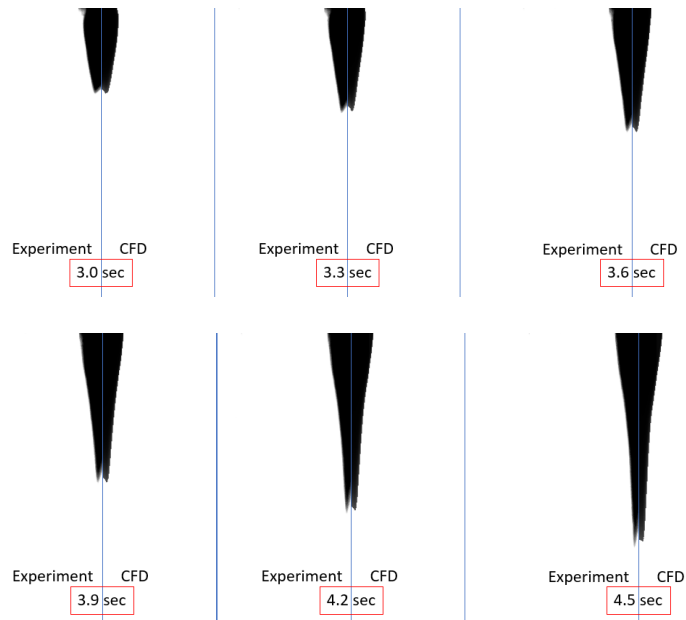 Experiment CFD
3.0 sec
Experiment CFD
3.3 sec
Experiment CFD
3.6 sec
Experiment CFD
3.9 sec
Experiment CFD
4.2 sec
Experiment CFD
4.5 sec